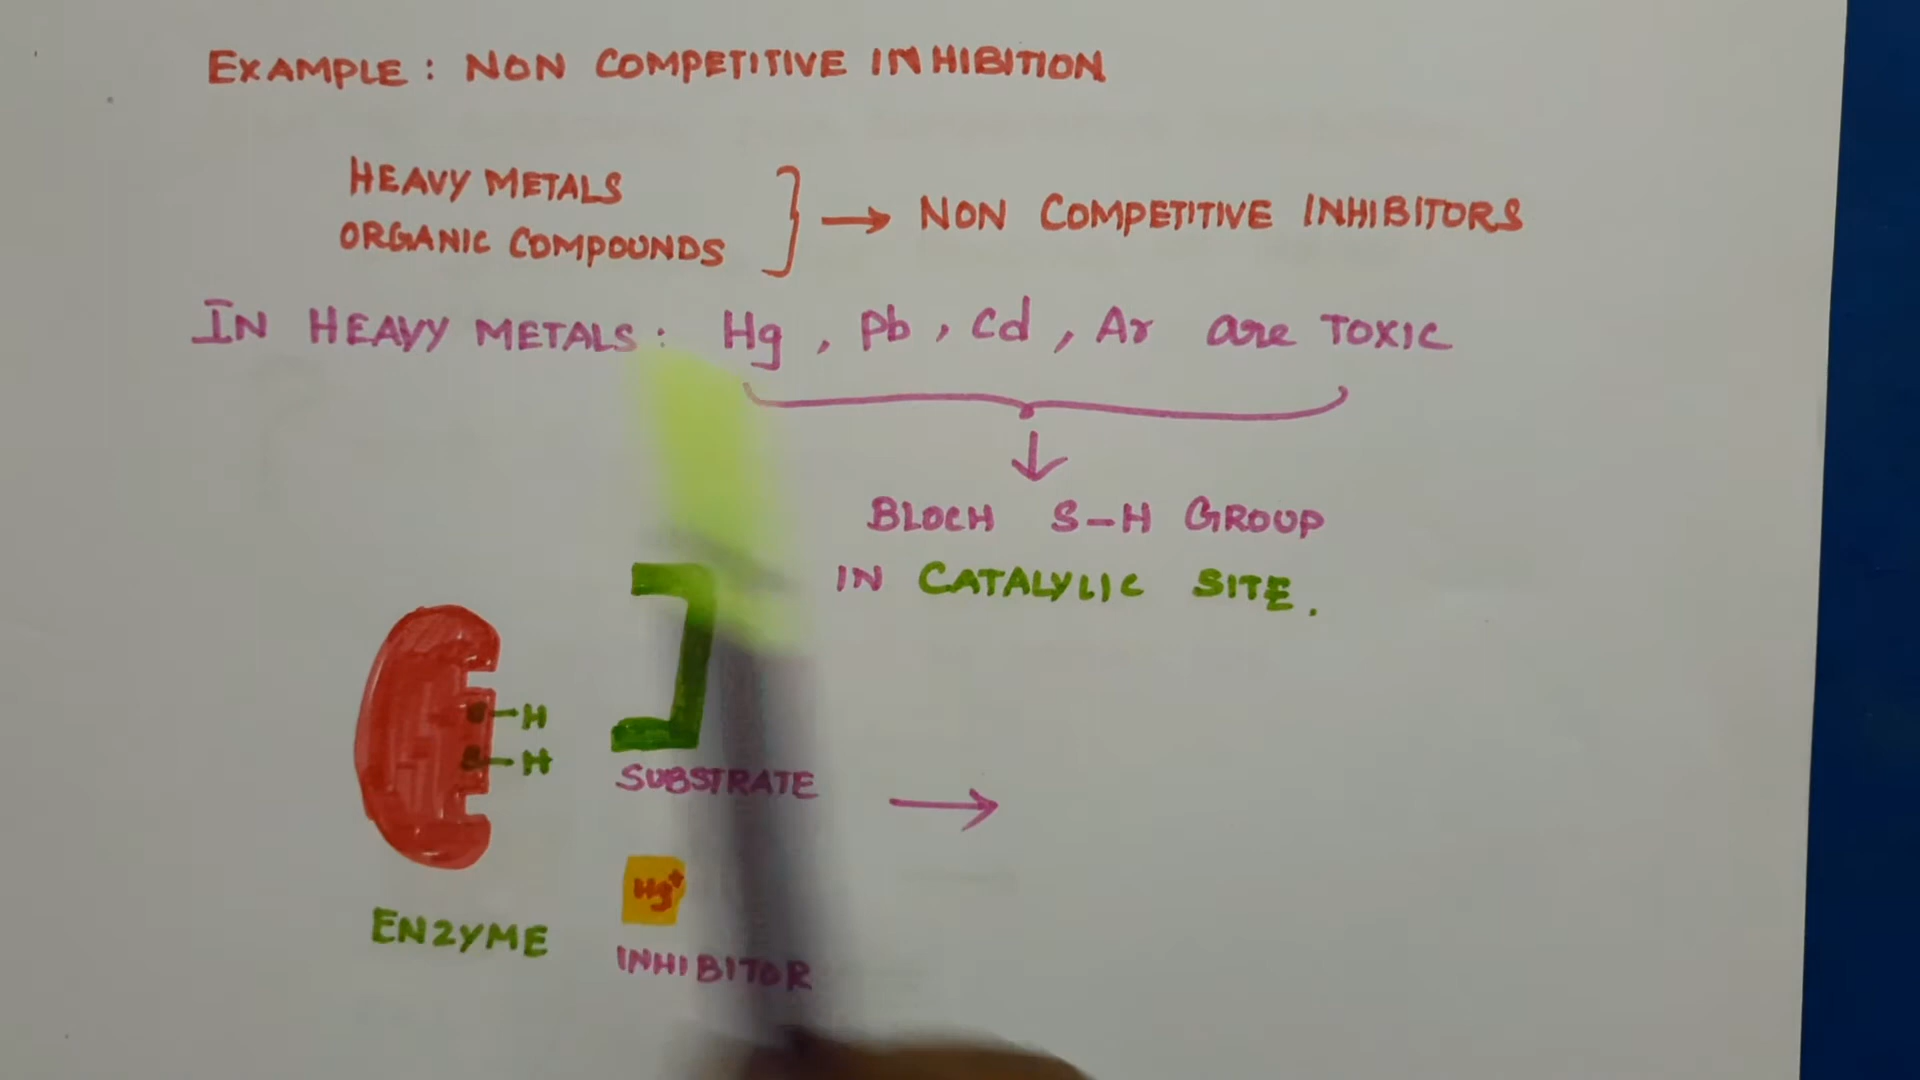 EXAMPLE: NON COMPETITIVE INHIBITION
HEAVY METALS
ORGANIC COMPOUNDS
→ NON COMPETITIVE INHIBITORS
IN HEAVY METALS: Hg, Pb, Cd, Ar are TOXIC
BLOCH S-H GROUP
IN CATALYLIC SITE.
-H
-H
SUBSTRATE
Hg+
ENZYME
INHIBITOR